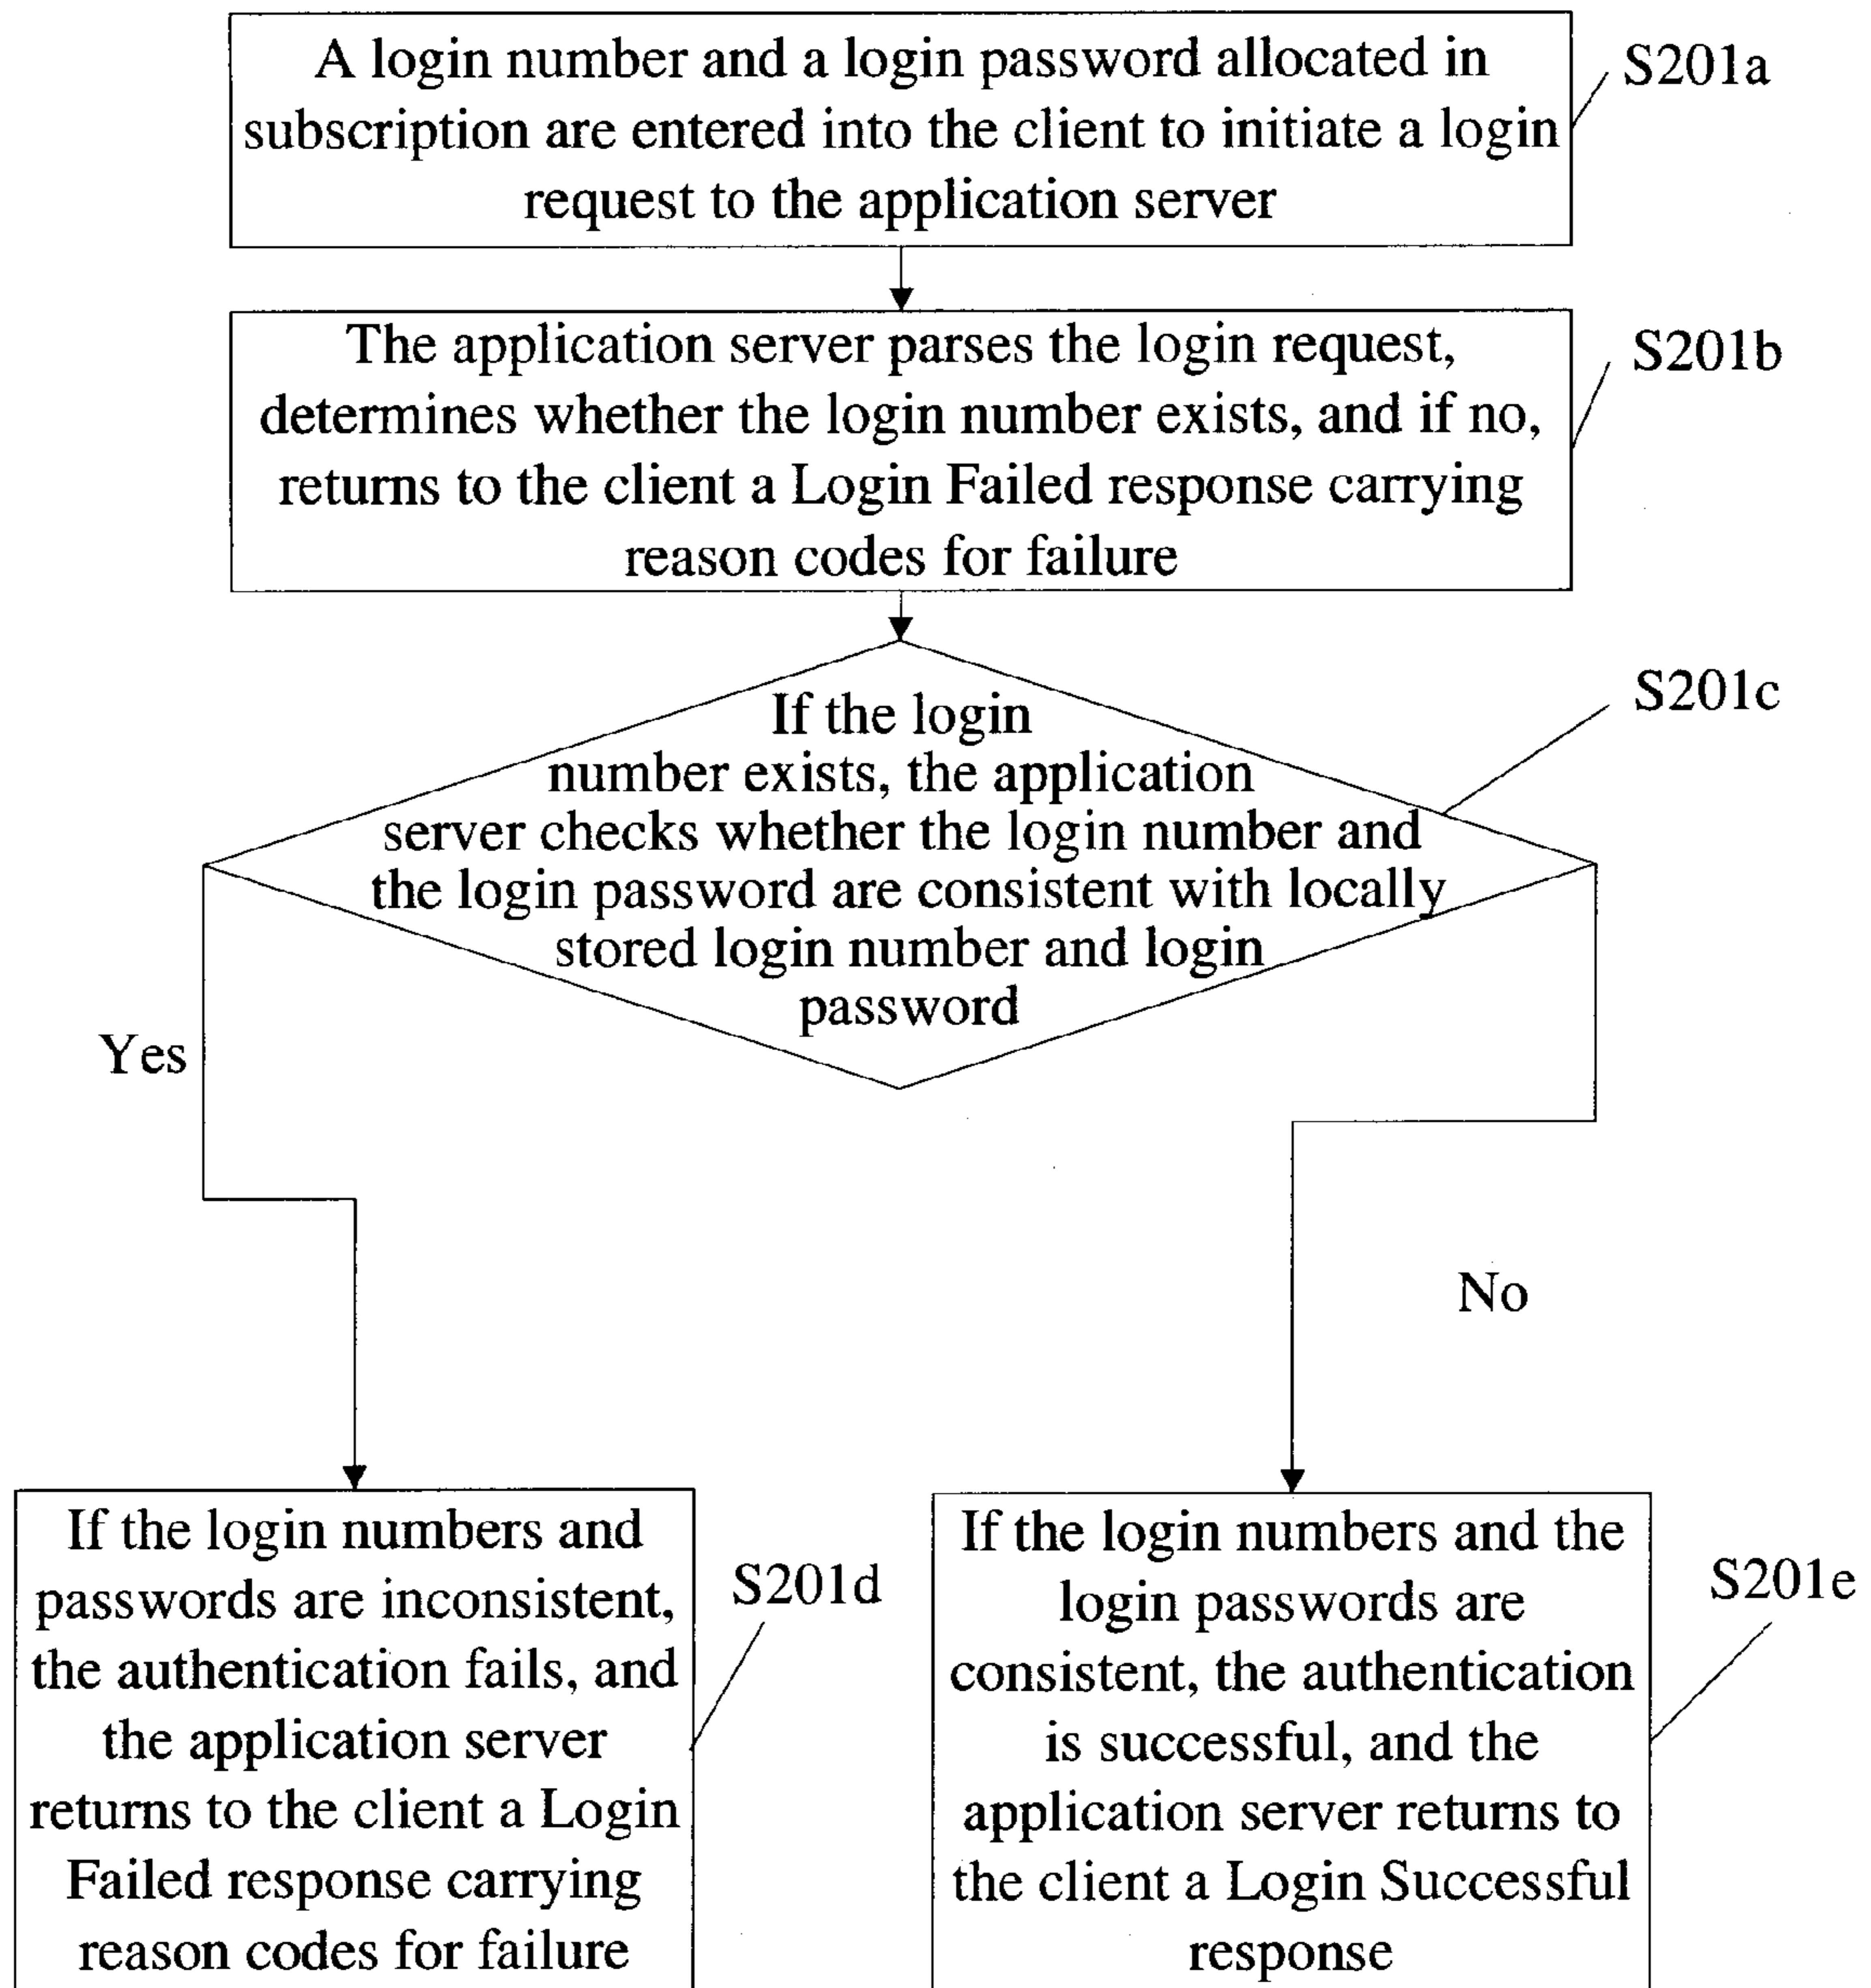 A login number and a login password allocated in
subscription are entered into the client to initiate a login
request to the application server
S201a
The application server parses the login request,
determines whether the login number exists, and if no,
returns to the client a Login Failed response carrying
reason codes for failure
S201b
If the login
number exists, the application
server checks whether the login number and
the login password are consistent with locally
stored login number and login
password
S201c
Yes
No
If the login numbers and
passwords are inconsistent,
the authentication fails, and
the application server
returns to the client a Login
Failed response carrying
reason codes for failure
S201d
If the login numbers and the
login passwords are
consistent, the authentication
is successful, and the
application server returns to
the client a Login Successful
response
S201e